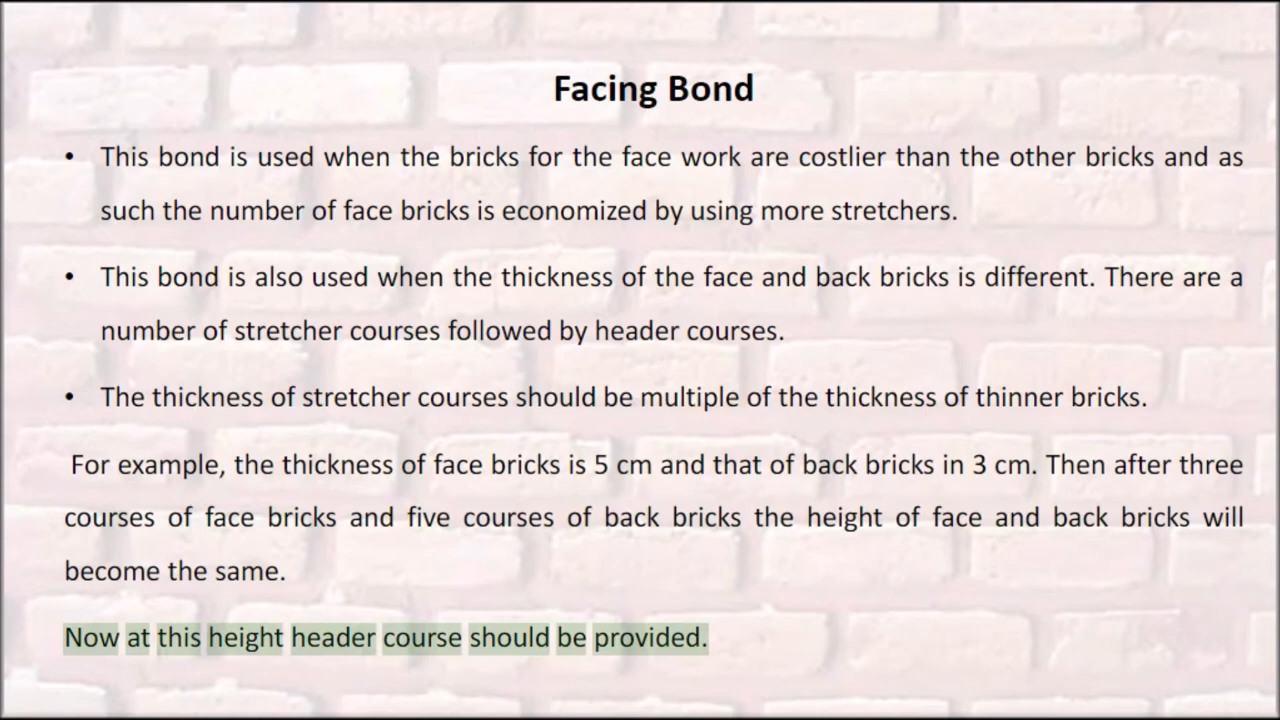 Facing Bond
• This bond is used when the bricks for the face work are costlier than the other bricks and as
such the number of face bricks is economized by using more stretchers.
• This bond is also used when the thickness of the face and back bricks is different. There are a
number of stretcher courses followed by header courses.
• The thickness of stretcher courses should be multiple of the thickness of thinner bricks.
For example, the thickness of face bricks is 5 cm and that of back bricks in 3 cm. Then after three
courses of face bricks and five courses of back bricks the height of face and back bricks will
become the same.
Now at this height header course should be provided.